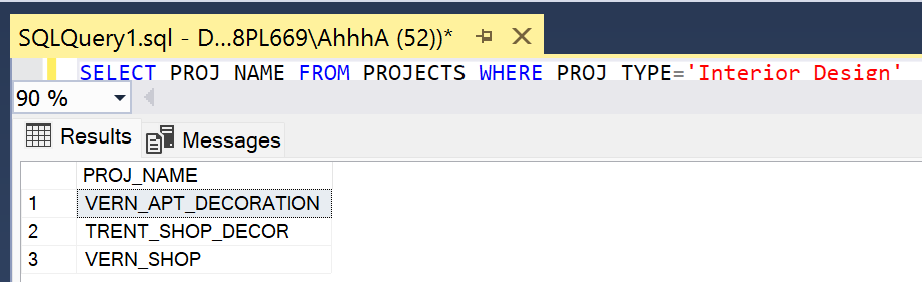 SQLQuery1.sql - D...8PL669\AhhhA (52))*
SELECT PROJ_NAME FROM PROJECTS WHERE PROJ_TYPE='Interior Design'
90 %
Results Messages
PROJ_NAME
1 VERN_APT_DECORATION
2 TRENT_SHOP_DECOR
3 VERN_SHOP